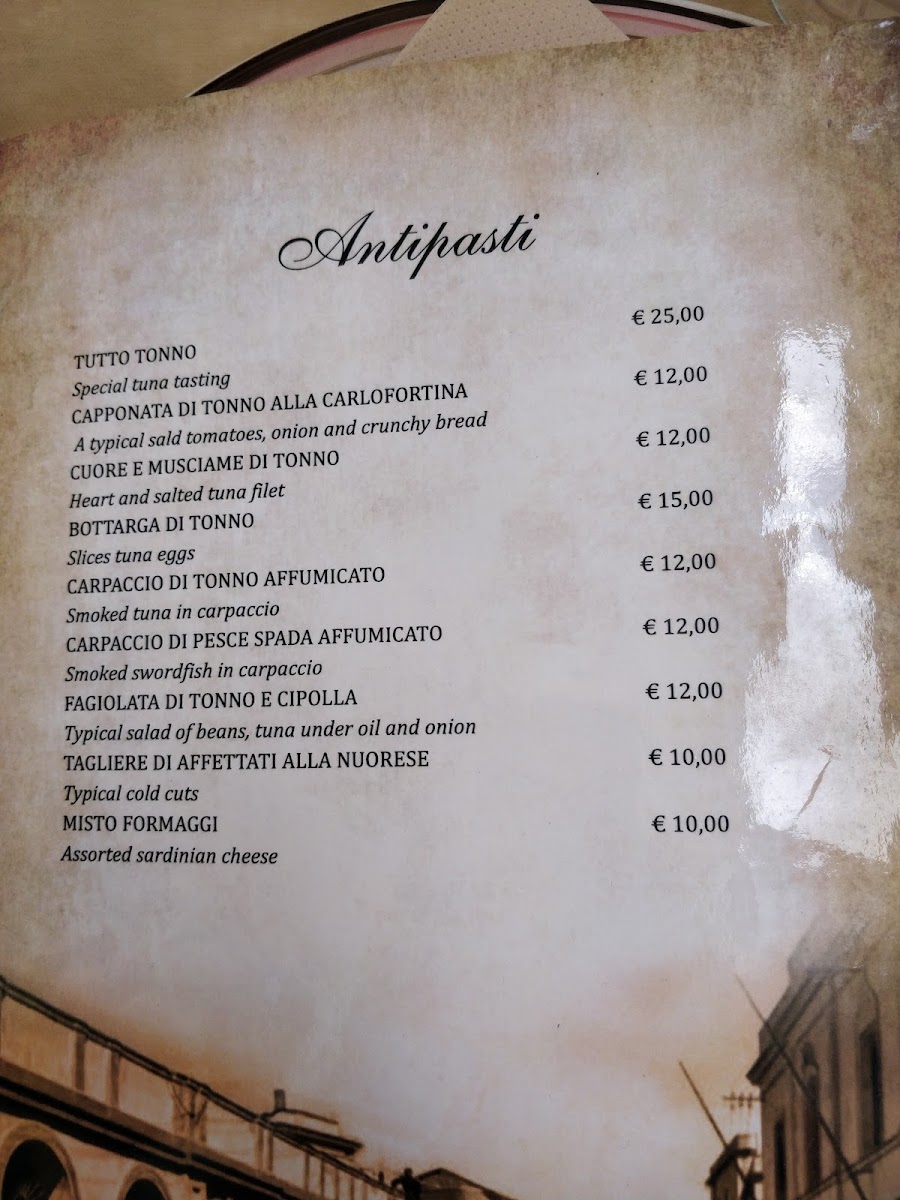 Antipasti
TUTTO TONNO € 25,00
Special tuna tasting
CAPPONATA DI TONNO ALLA CARLOFORTINA € 12,00
A typical sald tomatoes, onion and crunchy bread
CUORE E MUSCIAME DI TONNO € 12,00
Heart and salted tuna filet
BOTTARGA DI TONNO € 15,00
Slices tuna eggs
CARPACCIO DI TONNO AFFUMICATO € 12,00
Smoked tuna in carpaccio
CARPACCIO DI PESCE SPADA AFFUMICATO € 12,00
Smoked swordfish in carpaccio
FAGIOLATA DI TONNO E CIPOLLA € 12,00
Typical salad of beans, tuna under oil and onion
TAGLIERE DI AFFETTATI ALLA NUORESE € 10,00
Typical cold cuts
MISTO FORMAGGI € 10,00
Assorted sardinian cheese